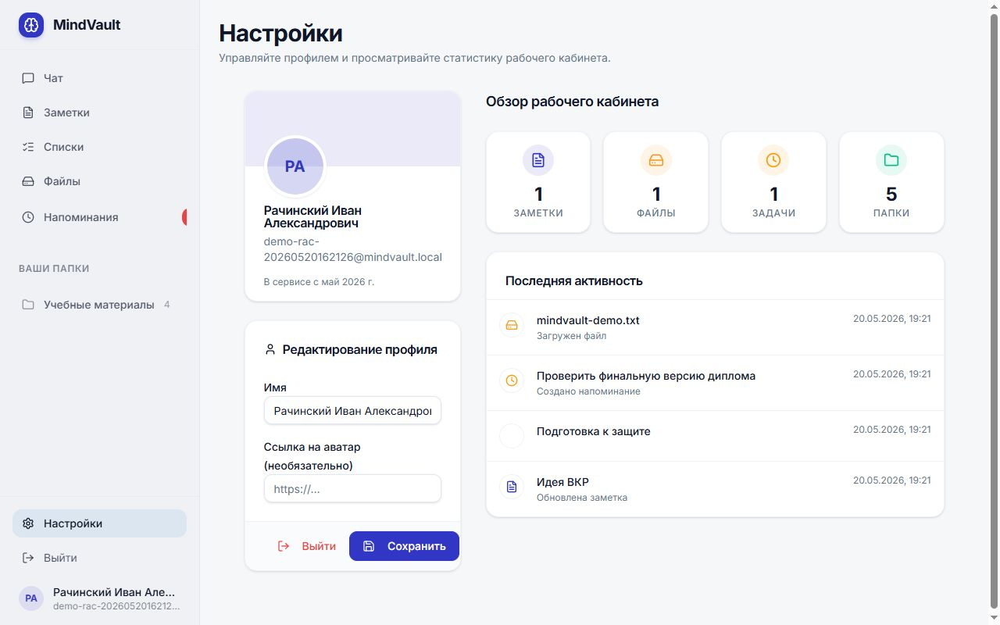 MindVault
Чат
Заметки
Списки
Файлы
Напоминания
ВАШИ ПАПКИ
Учебные материалы 4
Настройки
Выйти
РА
Рачинский Иван Але...
demo-rac-2026052016212...
Настройки
Управляйте профилем и просматривайте статистику рабочего кабинета.
РА
Рачинский Иван
Александрович
demo-rac-
20260520162126@mindvault.local
В сервисе с май 2026 г.
Редактирование профиля
Имя
Рачинский Иван Александро
Ссылка на аватар
(необязательно)
https://...
Выйти
Сохранить
Обзор рабочего кабинета
1
ЗАМЕТКИ
1
ФАЙЛЫ
1
ЗАДАЧИ
5
ПАПКИ
Последняя активность
mindvault-demo.txt
20.05.2026, 19:21
Загружен файл
Проверить финальную версию диплома
20.05.2026, 19:21
Создано напоминание
Подготовка к защите
20.05.2026, 19:21
Идея ВКР
20.05.2026, 19:21
Обновлена заметка